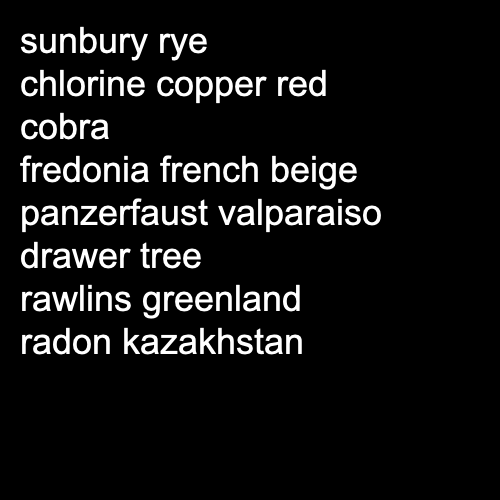 sunbury rye
chlorine copper red
cobra
fredonia french beige
panzerfaust valparaiso
drawer tree
rawlins greenland
radon kazakhstan